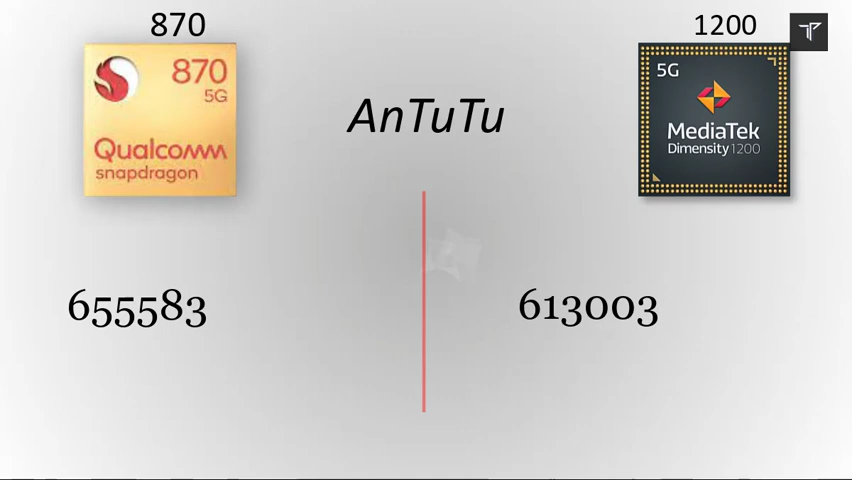 870
1200
870
5G
Qualcomm
snapdragon
5G
MediaTek
Dimensity 1200
AnTuTu
655583
613003